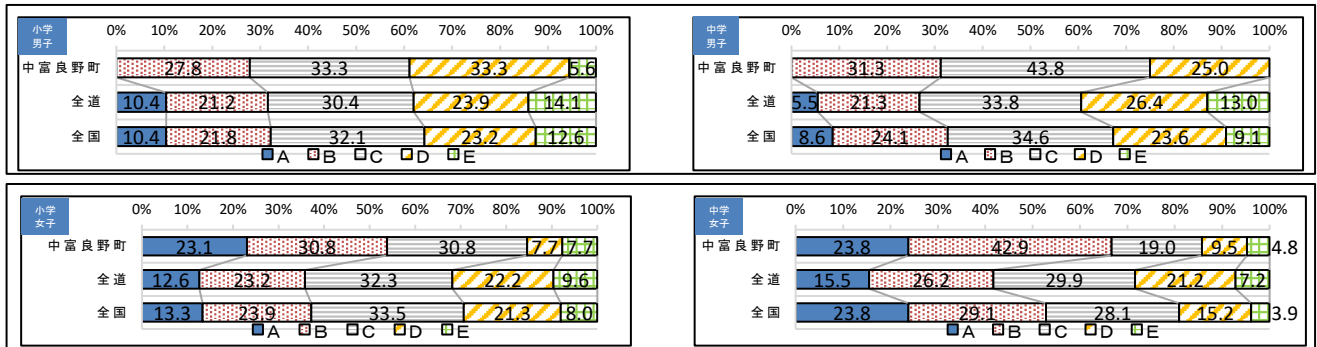 小学
男子
0% 10% 20% 30% 40% 50% 60% 70% 80% 90% 100%
中富良野町 27.8 33.3 33.3 5.6
全道 10.4 21.2 30.4 23.9 14.1
全国 10.4 21.8 32.1 23.2 12.6
A B C D E
中学
男子
0% 10% 20% 30% 40% 50% 60% 70% 80% 90% 100%
中富良野町 31.3 43.8 25.0
全道 5.5 21.3 33.8 26.4 13.0
全国 8.6 24.1 34.6 23.6 9.1
A B C D E
小学
女子
0% 10% 20% 30% 40% 50% 60% 70% 80% 90% 100%
中富良野町 23.1 30.8 30.8 7.7 7.7
全道 12.6 23.2 32.3 22.2 9.6
全国 13.3 23.9 33.5 21.3 8.0
A B C D E
中学
女子
0% 10% 20% 30% 40% 50% 60% 70% 80% 90% 100%
中富良野町 23.8 42.9 19.0 9.5 4.8
全道 15.5 26.2 29.9 21.2 7.2
全国 23.8 29.1 28.1 15.2 3.9
A B C D E